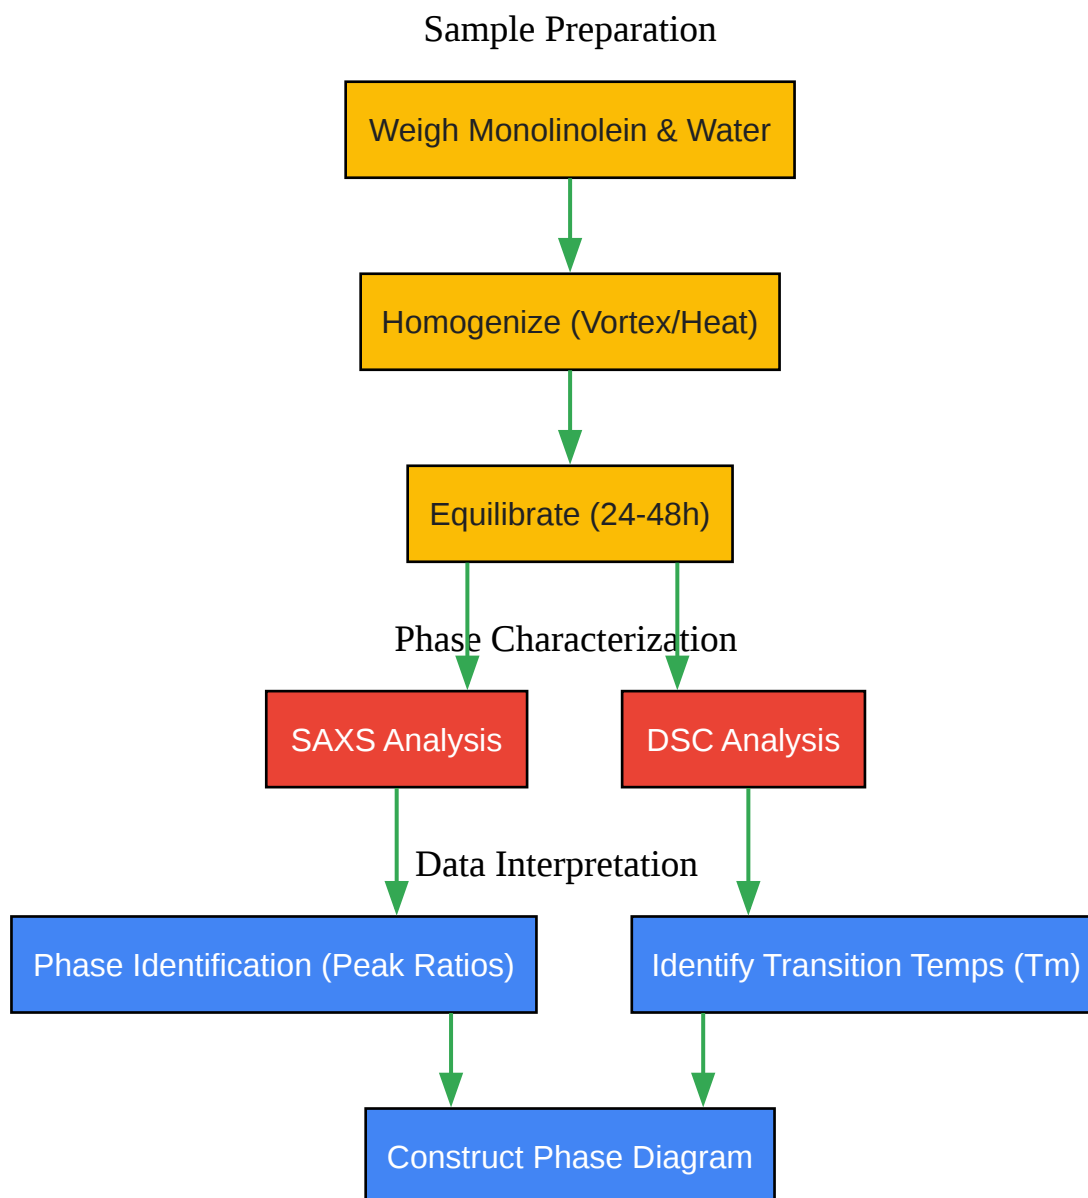 Sample Preparation
Weigh Monolinolein & Water
Homogenize (Vortex/Heat)
Equilibrate (24-48h)
Phase Characterization
SAXS Analysis
DSC Analysis
Data Interpretation
Phase Identification (Peak Ratios)
Identify Transition Temps (Tm)
Construct Phase Diagram